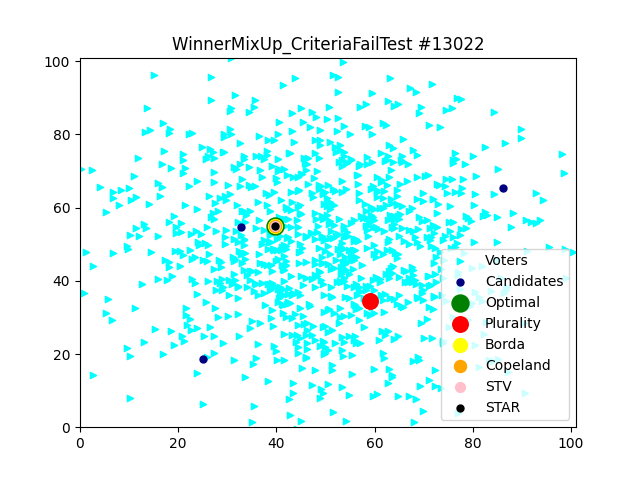 WinnerMixUp_CriteriaFailTest #13022
100
80
60
40
20
0
0
20
40
60
80
100
Voters
Candidates
Optimal
Plurality
Borda
Copeland
STV
STAR